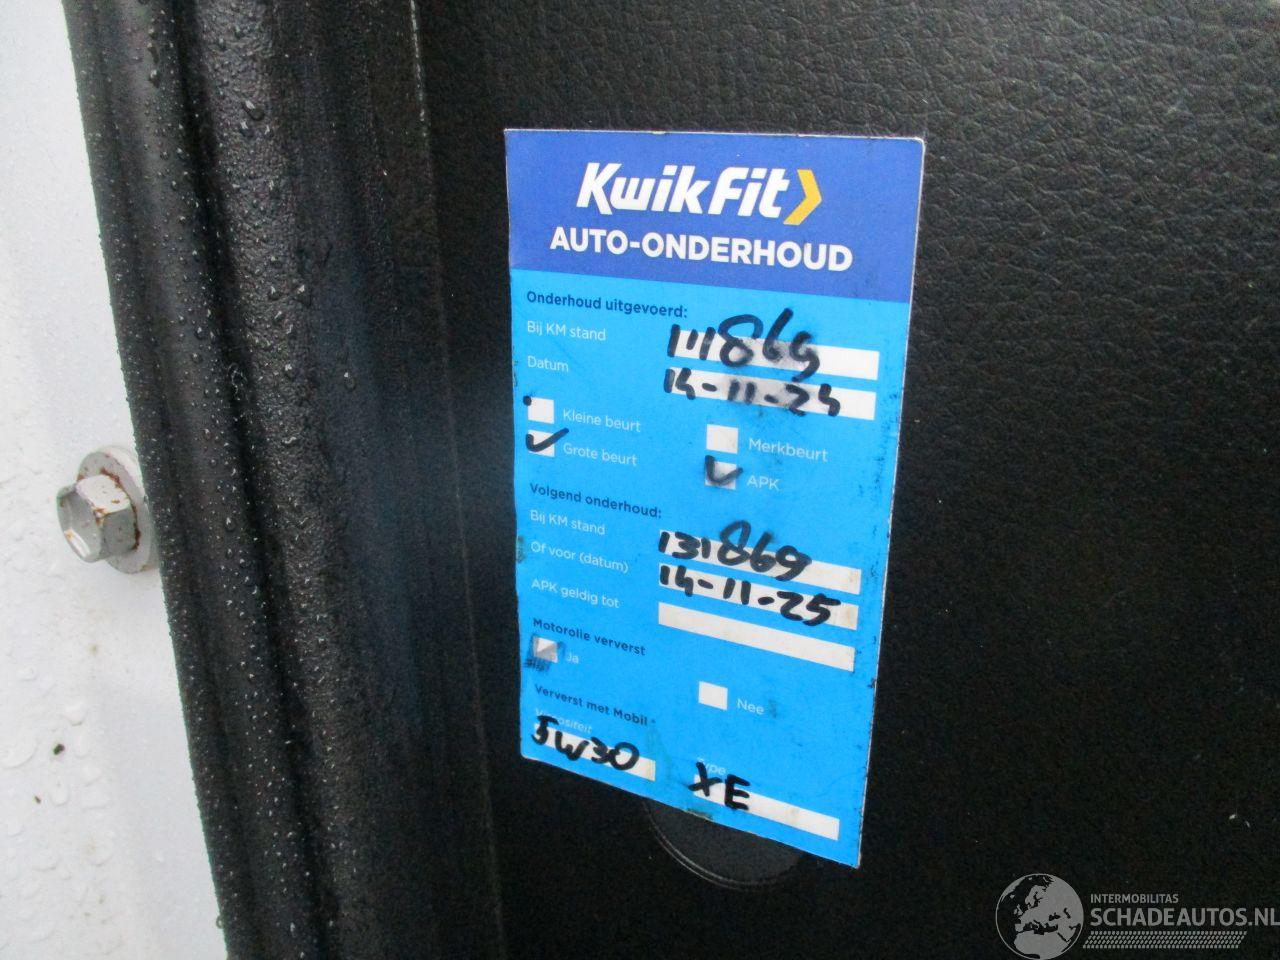 KwikFit
AUTO-ONDERHOUD
Onderhoud uitgevoerd:
Bij KM stand 111869
Datum 14-11-24
Kleine beurt Merkbeurt
Grote beurt APK
Volgend onderhoud:
Bij KM stand 131869
Of voor (datum) 14-11-25
APK geldig tot
Motorolie ververst
Ja Nee
Ververst met Mobil
Viscositeit Type
5W30 XE
INTERMOBILITAS
SCHADEAUTOS.NL